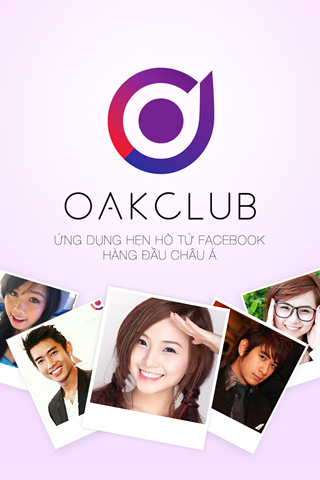 OAKCLUB
ỨNG DỤNG HẸN HÒ TỪ FACEBOOK
HÀNG ĐẦU CHÂU Á